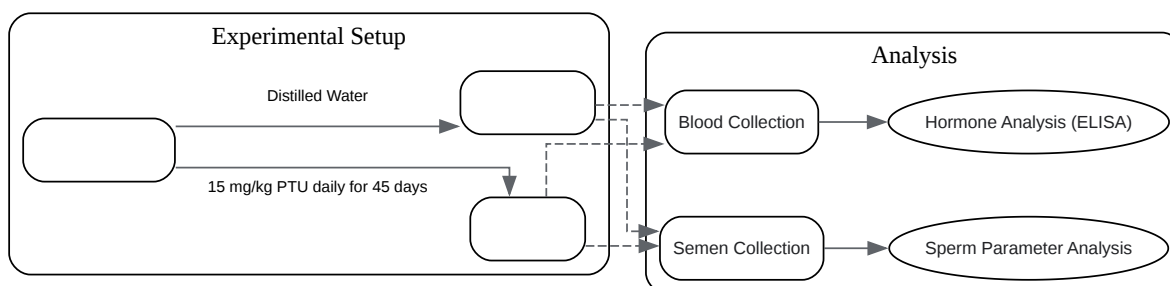 Experimental Setup
Distilled Water
15 mg/kg PTU daily for 45 days
Analysis
Blood Collection
Hormone Analysis (ELISA)
Semen Collection
Sperm Parameter Analysis